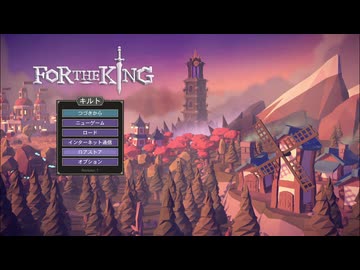 FOR THE KING
キルト
つづきから
ニューゲーム
ロード
インターネット通信
ロアストア
オプション